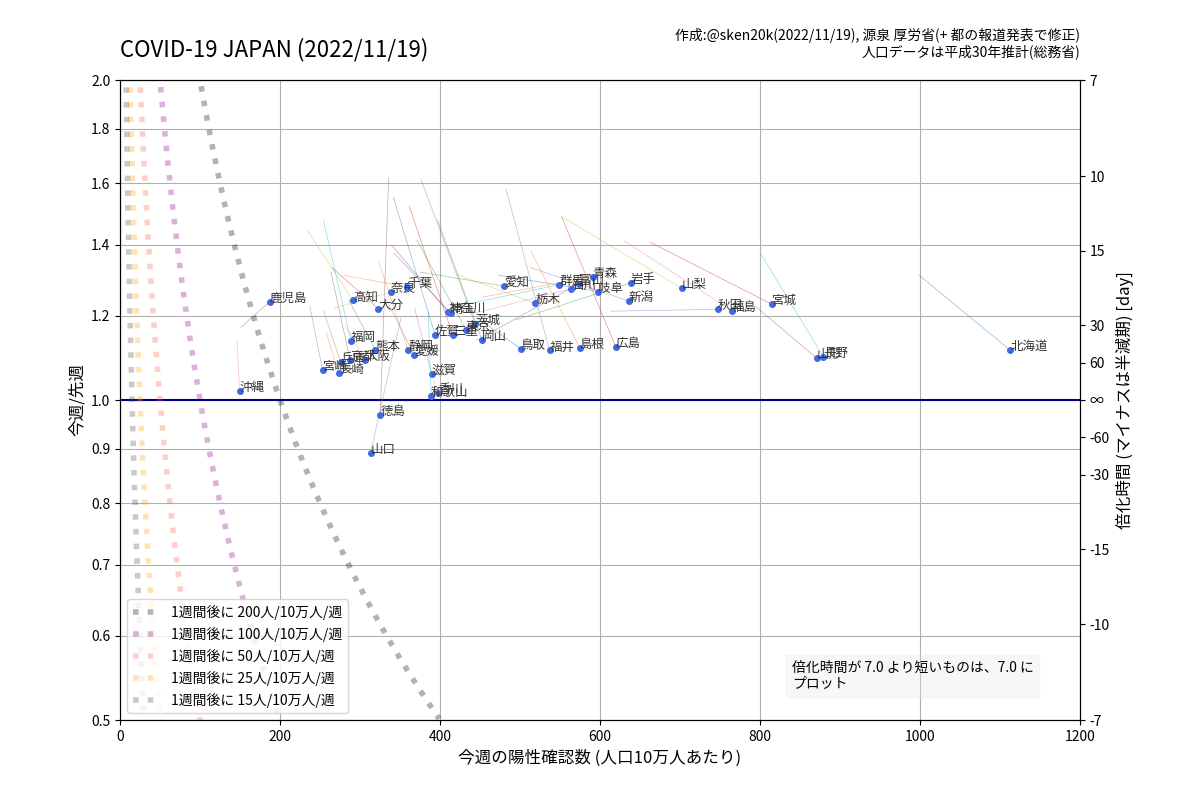 COVID-19 JAPAN (2022/11/19)
作成:@sken20k(2022/11/19), 源泉 厚労省(+ 都の報道発表で修正)
人口データは平成30年推計(総務省)
2.0
1.8
1.6
1.4
1.2
1.0
0.9
0.8
0.7
0.6
0.5
今週/先週
7
10
15
30
60
∞
-60
-30
-15
-10
-7
倍化時間 (マイナスは半減期) [day]
青森
岩手
千葉
愛知
群馬
岐阜
山梨
奈良
鹿児島
高知
大分
栃木
新潟
宮城
秋田
福島
神奈川
茨城
佐賀
三重
岡山
福岡
熊本
静岡
愛媛
鳥取
福井
島根
広島
長野
北海道
宮崎
長崎
滋賀
沖縄
香川
和歌山
徳島
山口
1週間後に 200人/10万人/週
1週間後に 100人/10万人/週
1週間後に 50人/10万人/週
1週間後に 25人/10万人/週
1週間後に 15人/10万人/週
倍化時間が 7.0 より短いものは、7.0 に
プロット
0
200
400
600
800
1000
1200
今週の陽性確認数 (人口10万人あたり)